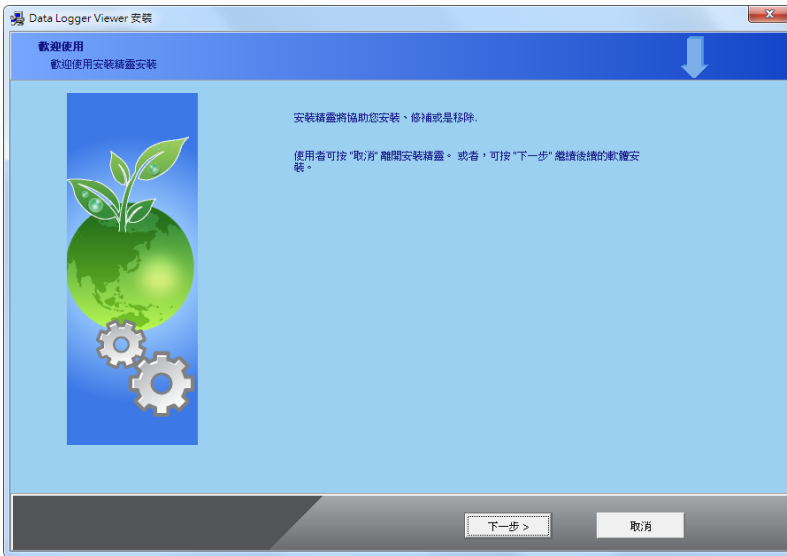 Data Logger Viewer 安裝
歡迎使用
歡迎使用安裝精靈安裝
安裝精靈將協助您安裝、修補或是移除.
使用者可按 "取消" 離開安裝精靈。 或者，可按 "下一步" 繼續後續的軟體安
裝。
下一步 >
取消